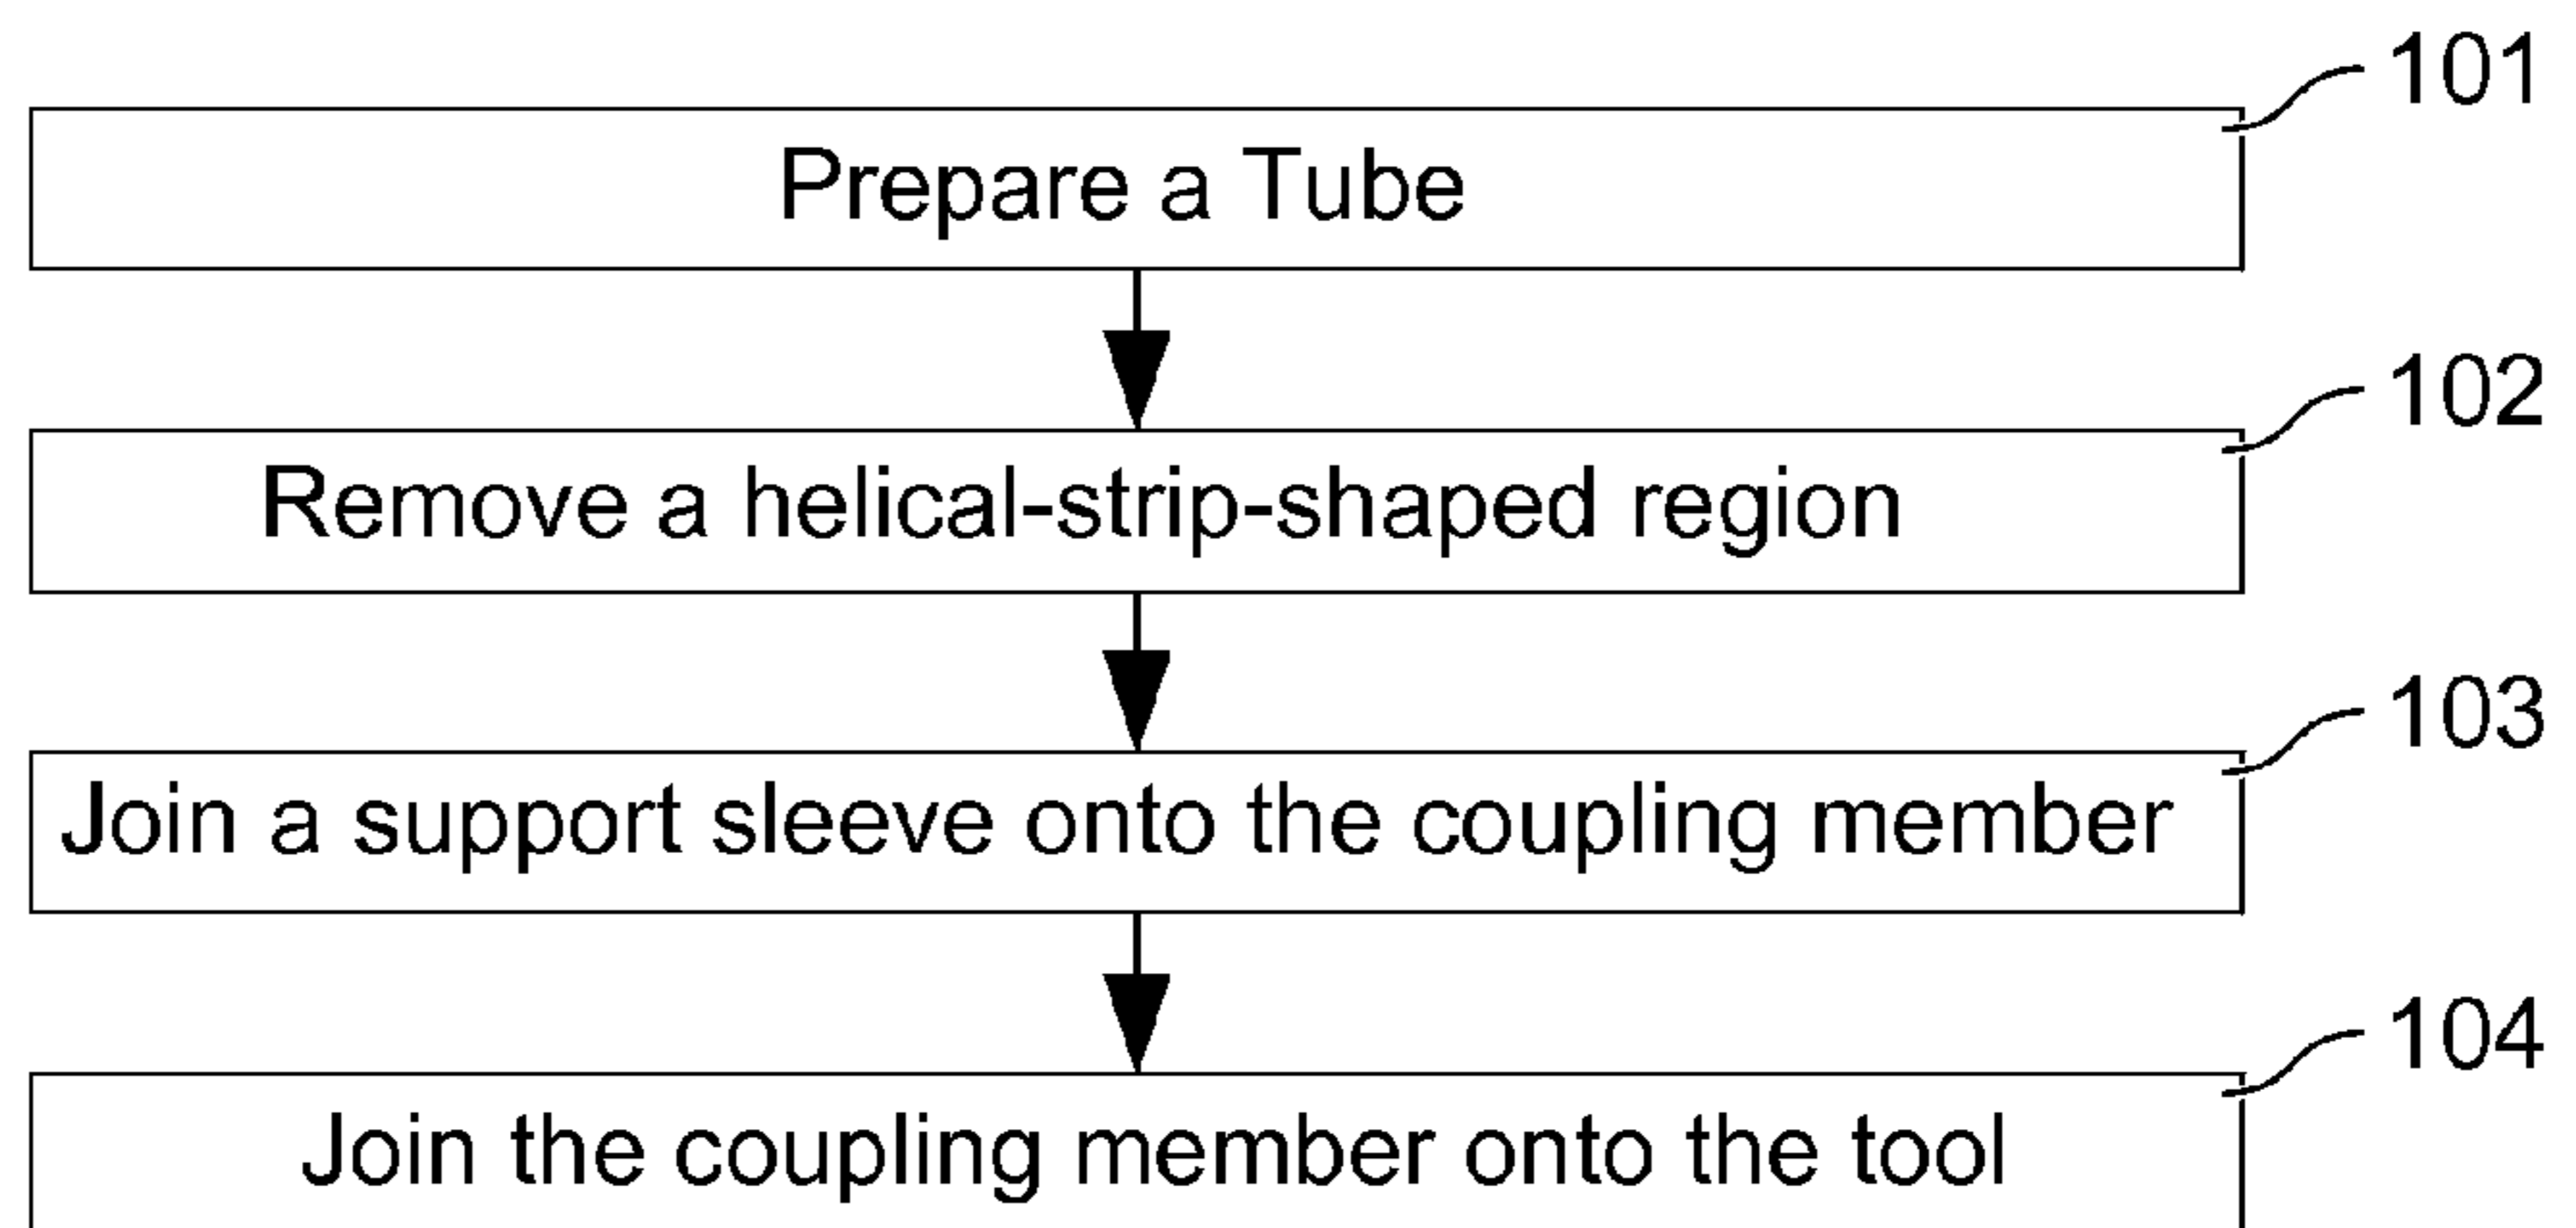 101
Prepare a Tube
102
Remove a helical-strip-shaped region
103
Join a support sleeve onto the coupling member
104
Join the coupling member onto the tool